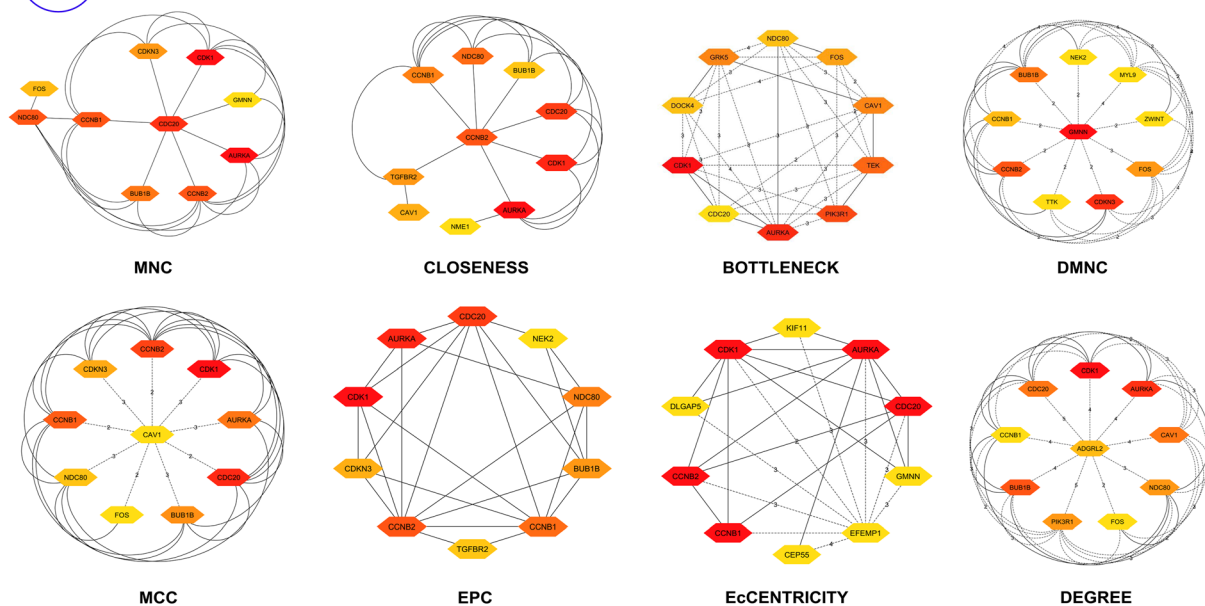 CDKN3
CDK1
FOS
GMNN
NDC80
CCNB1
CDC20
AURKA
BUB1B
CCNB2
MNC
NDC80
CCNB1
BUB1B
CDC20
CCNB2
CDK1
TGFBR2
CAV1
AURKA
NME1
CLOSENESS
NDC80
GRK5
FOS
DOCK4
CAV1
CDK1
TEK
CDC20
PIK3R1
AURKA
BOTTLENECK
NEK2
BUB1B
MYL9
CCNB1
ZWINT
GMNN
CCNB2
FOS
TTK
CDKN3
DMNC
CCNB2
CDKN3
CDK1
CCNB1
AURKA
CAV1
NDC80
CDC20
FOS
BUB1B
MCC
CDC20
AURKA
NEK2
CDK1
NDC80
CDKN3
BUB1B
CCNB2
CCNB1
TGFBR2
EPC
KIF11
CDK1
AURKA
DLGAP5
CDC20
CCNB2
GMNN
CCNB1
EFEMP1
CEP55
EcCENTRICITY
CDK1
CDC20
AURKA
CCNB1
CAV1
ADGRL2
BUB1B
NDC80
PIK3R1
FOS
DEGREE